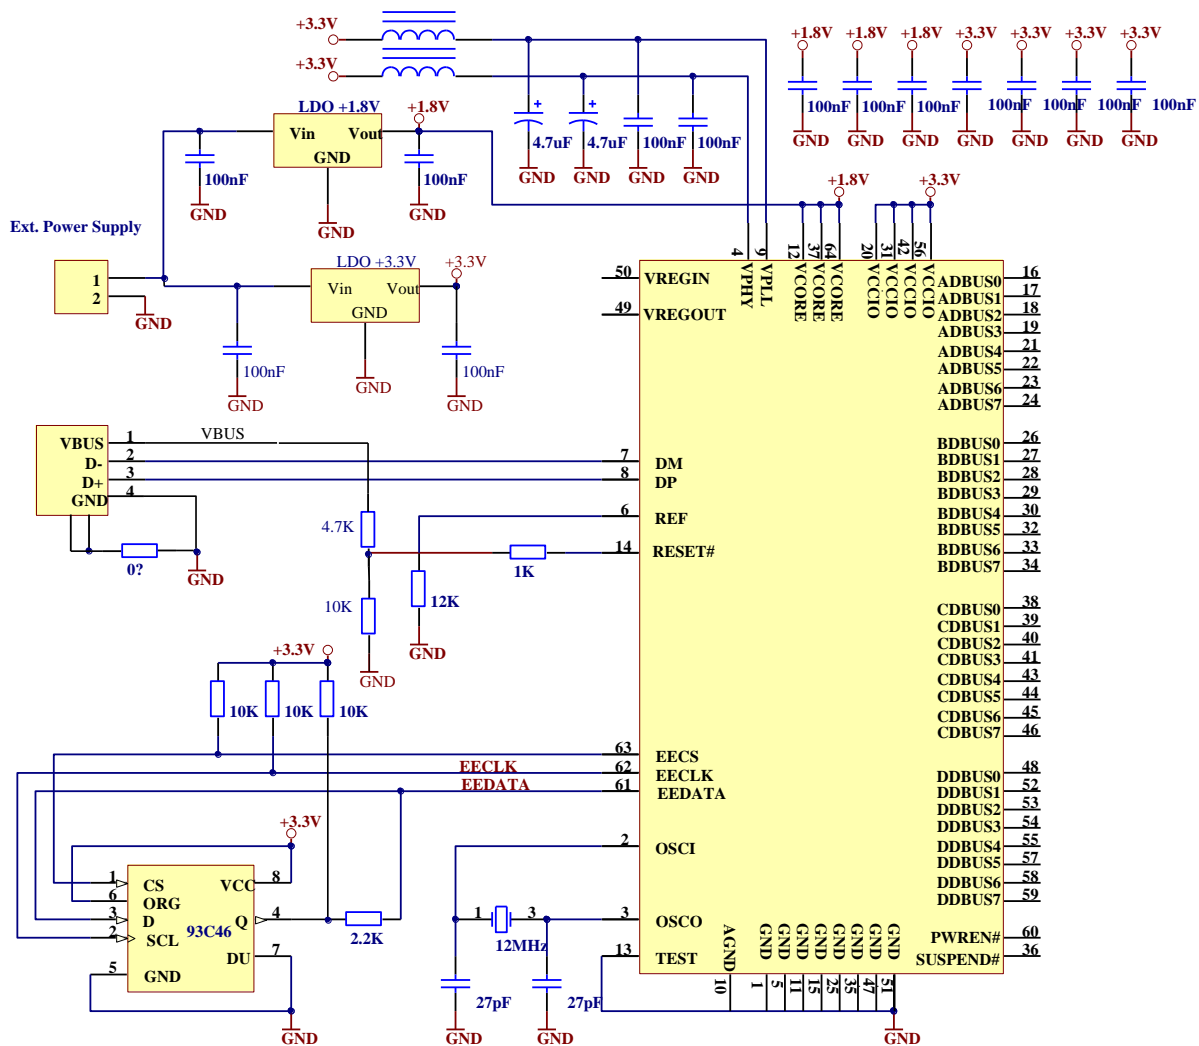 +3.3V
+3.3V
4.7uF
4.7uF
100nF
100nF
GND
GND
GND
GND
+
+
+1.8V
+1.8V
+1.8V
+3.3V
+3.3V
+3.3V
+3.3V
100nF
100nF
100nF
100nF
100nF
100nF
100nF
GND
GND
GND
GND
GND
GND
GND
LDO +1.8V
+1.8V
Vin
Vout
GND
100nF
100nF
GND
GND
GND
Ext. Power Supply
1
2
GND
LDO +3.3V
+3.3V
Vin
Vout
GND
100nF
100nF
GND
GND
GND
VBUS
D-
D+
GND
1
2
3
4
VBUS
0?
GND
4.7K
10K
GND
1K
12K
GND
+3.3V
10K
10K
10K
EECLK
EEDATA
+3.3V
1
6
3
2
5
CS
ORG
D
SCL
GND
VCC
Q
DU
93C46
8
4
7
2.2K
GND
1
3
12MHz
27pF
27pF
GND
GND
+1.8V
+3.3V
4
9
12
37
64
20
31
42
56
VPHY
VPLL
VCORE
VCORE
VCORE
VCCIO
VCCIO
VCCIO
VCCIO
50
VREGIN
49
VREGOUT
7
DM
8
DP
6
REF
14
RESET#
63
EECS
62
EECLK
61
EEDATA
2
OSCI
3
OSCO
13
TEST
ADBUS0
16
ADBUS1
17
ADBUS2
18
ADBUS3
19
ADBUS4
21
ADBUS5
22
ADBUS6
23
ADBUS7
24
BDBUS0
26
BDBUS1
27
BDBUS2
28
BDBUS3
29
BDBUS4
30
BDBUS5
32
BDBUS6
33
BDBUS7
34
CDBUS0
38
CDBUS1
39
CDBUS2
40
CDBUS3
41
CDBUS4
43
CDBUS5
44
CDBUS6
45
CDBUS7
46
DDBUS0
48
DDBUS1
52
DDBUS2
53
DDBUS3
54
DDBUS4
55
DDBUS5
57
DDBUS6
58
DDBUS7
59
PWREN#
60
SUSPEND#
36
AGND
GND
GND
GND
GND
GND
GND
GND
GND
10
1
5
11
15
25
35
47
51
GND